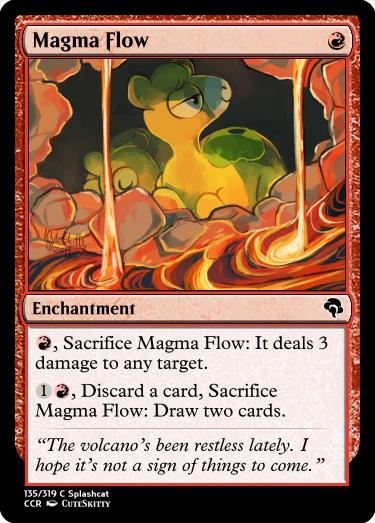 Magma Flow
Enchantment
, Sacrifice Magma Flow: It deals 3
damage to any target.
1 , Discard a card, Sacrifice
Magma Flow: Draw two cards.
“The volcano’s been restless lately. I
hope it’s not a sign of things to come.”
135/319 C Splashcat
CCR CuteSkitty